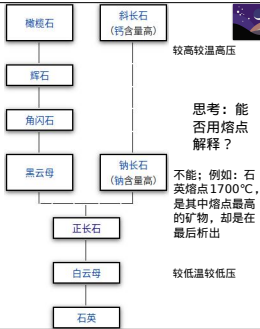 橄榄石
斜长石
(钙含量高)
较高较温高压
辉石
角闪石
思考：能
否用熔点
解释？
黑云母
钠长石
(钠含量高)
不能；例如：石
英熔点1700℃，
是其中熔点最高
的矿物，却是在
最后析出
正长石
白云母
较低温较低压
石英